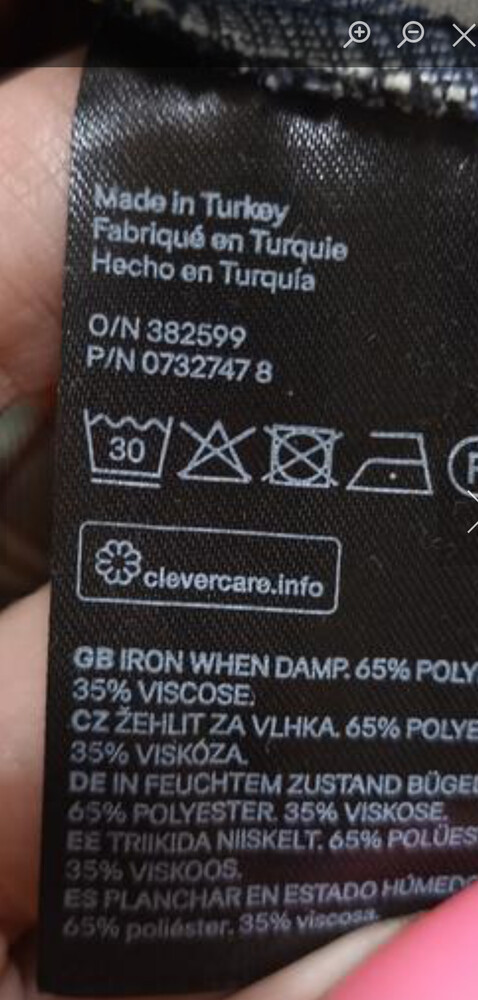 Made in Turkey
Fabriqué en Turquie
Hecho en Turquía
O/N 382599
P/N 0732747 8
30
clevercare.info
GB IRON WHEN DAMP. 65% POLY
35% VISCOSE.
CZ ŽEHLIT ZA VLHKA. 65% POLYE
35% VISKÓZA.
DE IN FEUCHTEM ZUSTAND BÜGEL
65% POLYESTER. 35% VISKOSE.
EE TRIIKIDA NIISKELT. 65% POLÜES
35% VISKOOS.
ES PLANCHAR EN ESTADO HÚMEDO
65% poliéster. 35% viscosa.